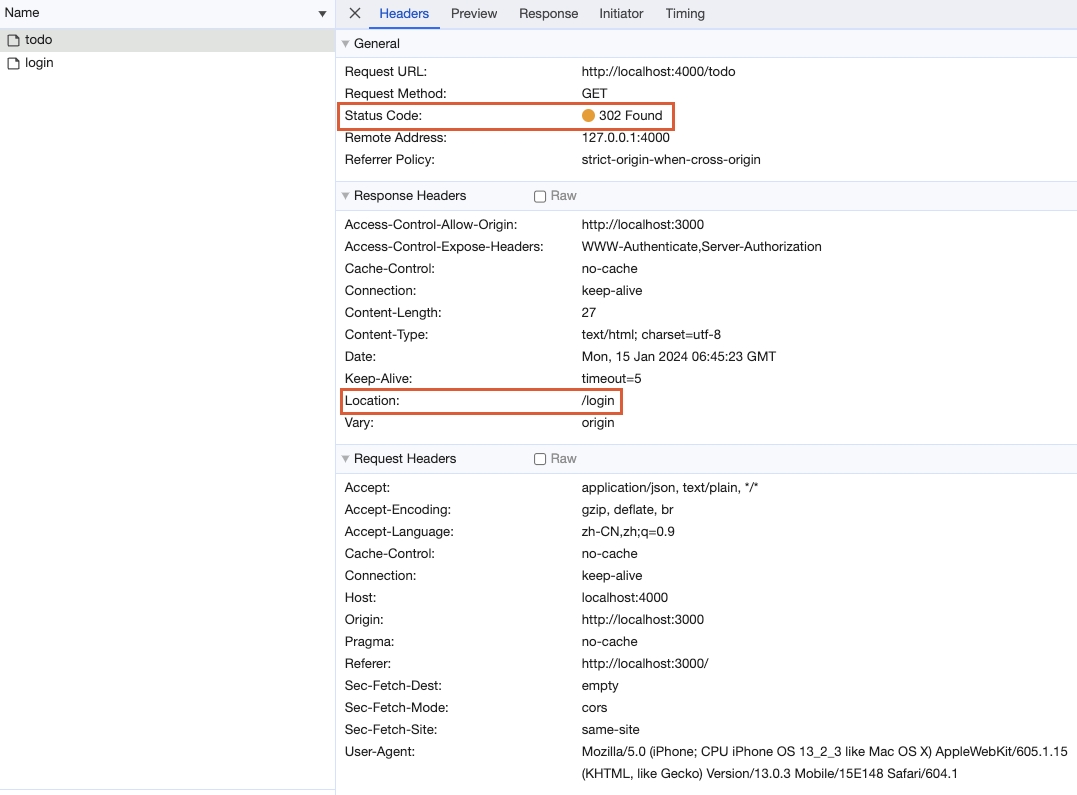 Name
todo
login
Headers Preview Response Initiator Timing
General
Request URL: http://localhost:4000/todo
Request Method: GET
Status Code: 302 Found
Remote Address: 127.0.0.1:4000
Referrer Policy: strict-origin-when-cross-origin
Response Headers Raw
Access-Control-Allow-Origin: http://localhost:3000
Access-Control-Expose-Headers: WWW-Authenticate,Server-Authorization
Cache-Control: no-cache
Connection: keep-alive
Content-Length: 27
Content-Type: text/html; charset=utf-8
Date: Mon, 15 Jan 2024 06:45:23 GMT
Keep-Alive: timeout=5
Location: /login
Vary: origin
Request Headers Raw
Accept: application/json, text/plain, */*
Accept-Encoding: gzip, deflate, br
Accept-Language: zh-CN,zh;q=0.9
Cache-Control: no-cache
Connection: keep-alive
Host: localhost:4000
Origin: http://localhost:3000
Pragma: no-cache
Referer: http://localhost:3000/
Sec-Fetch-Dest: empty
Sec-Fetch-Mode: cors
Sec-Fetch-Site: same-site
User-Agent: Mozilla/5.0 (iPhone; CPU iPhone OS 13_2_3 like Mac OS X) AppleWebKit/605.1.15
(KHTML, like Gecko) Version/13.0.3 Mobile/15E148 Safari/604.1